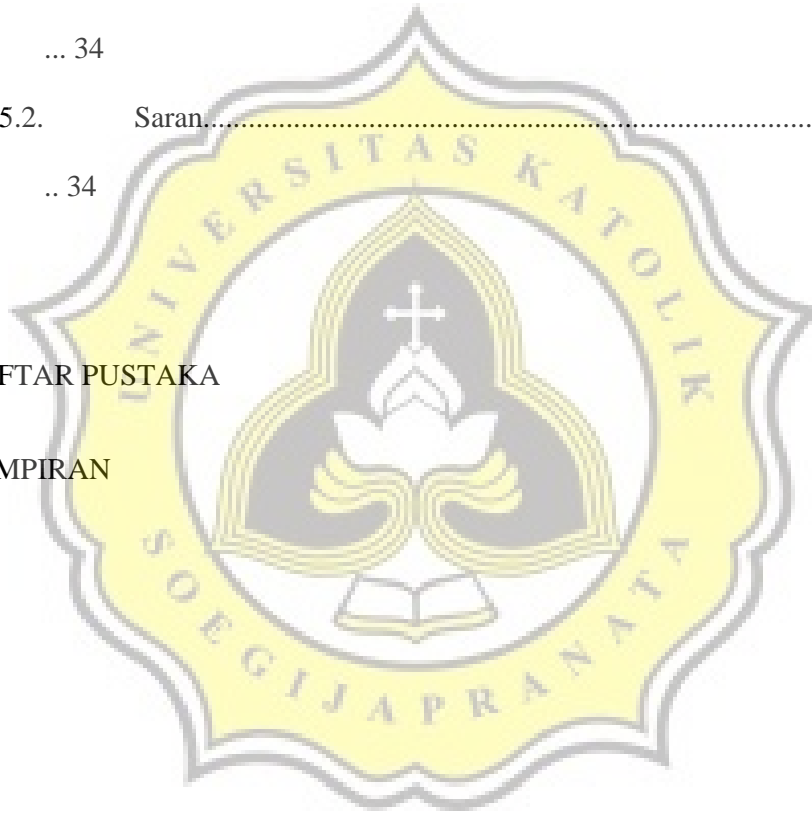 ... 34
5.2. Saran.....................................................................................
.. 34
FTAR PUSTAKA
MPIRAN
UNIVERSITAS KATOLIK
SOEGIJAPRANATA